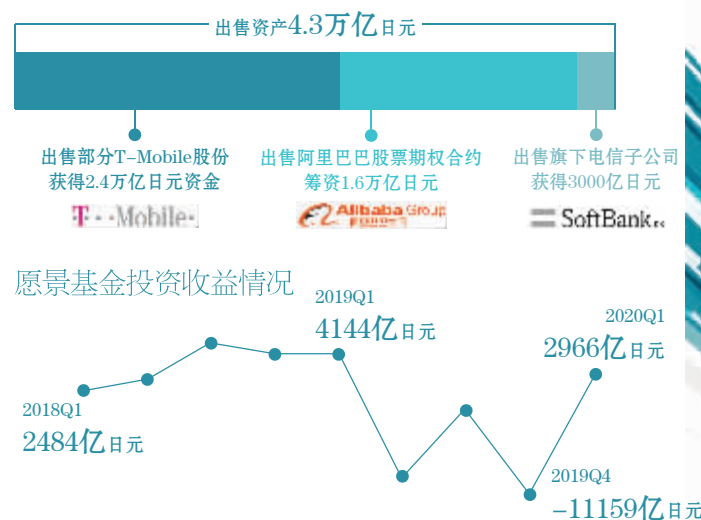 出售资产4.3万亿日元
出售部分T-Mobile股份
获得2.4万亿日元资金
出售阿里巴巴股票期权合约
筹资1.6万亿日元
出售旗下电信子公司
获得3000亿日元
T··Mobile·
Alibaba Group
SoftBank
愿景基金投资收益情况
2019Q1
4144亿日元
2020Q1
2966亿日元
2018Q1
2484亿日元
2019Q4
-11159亿日元